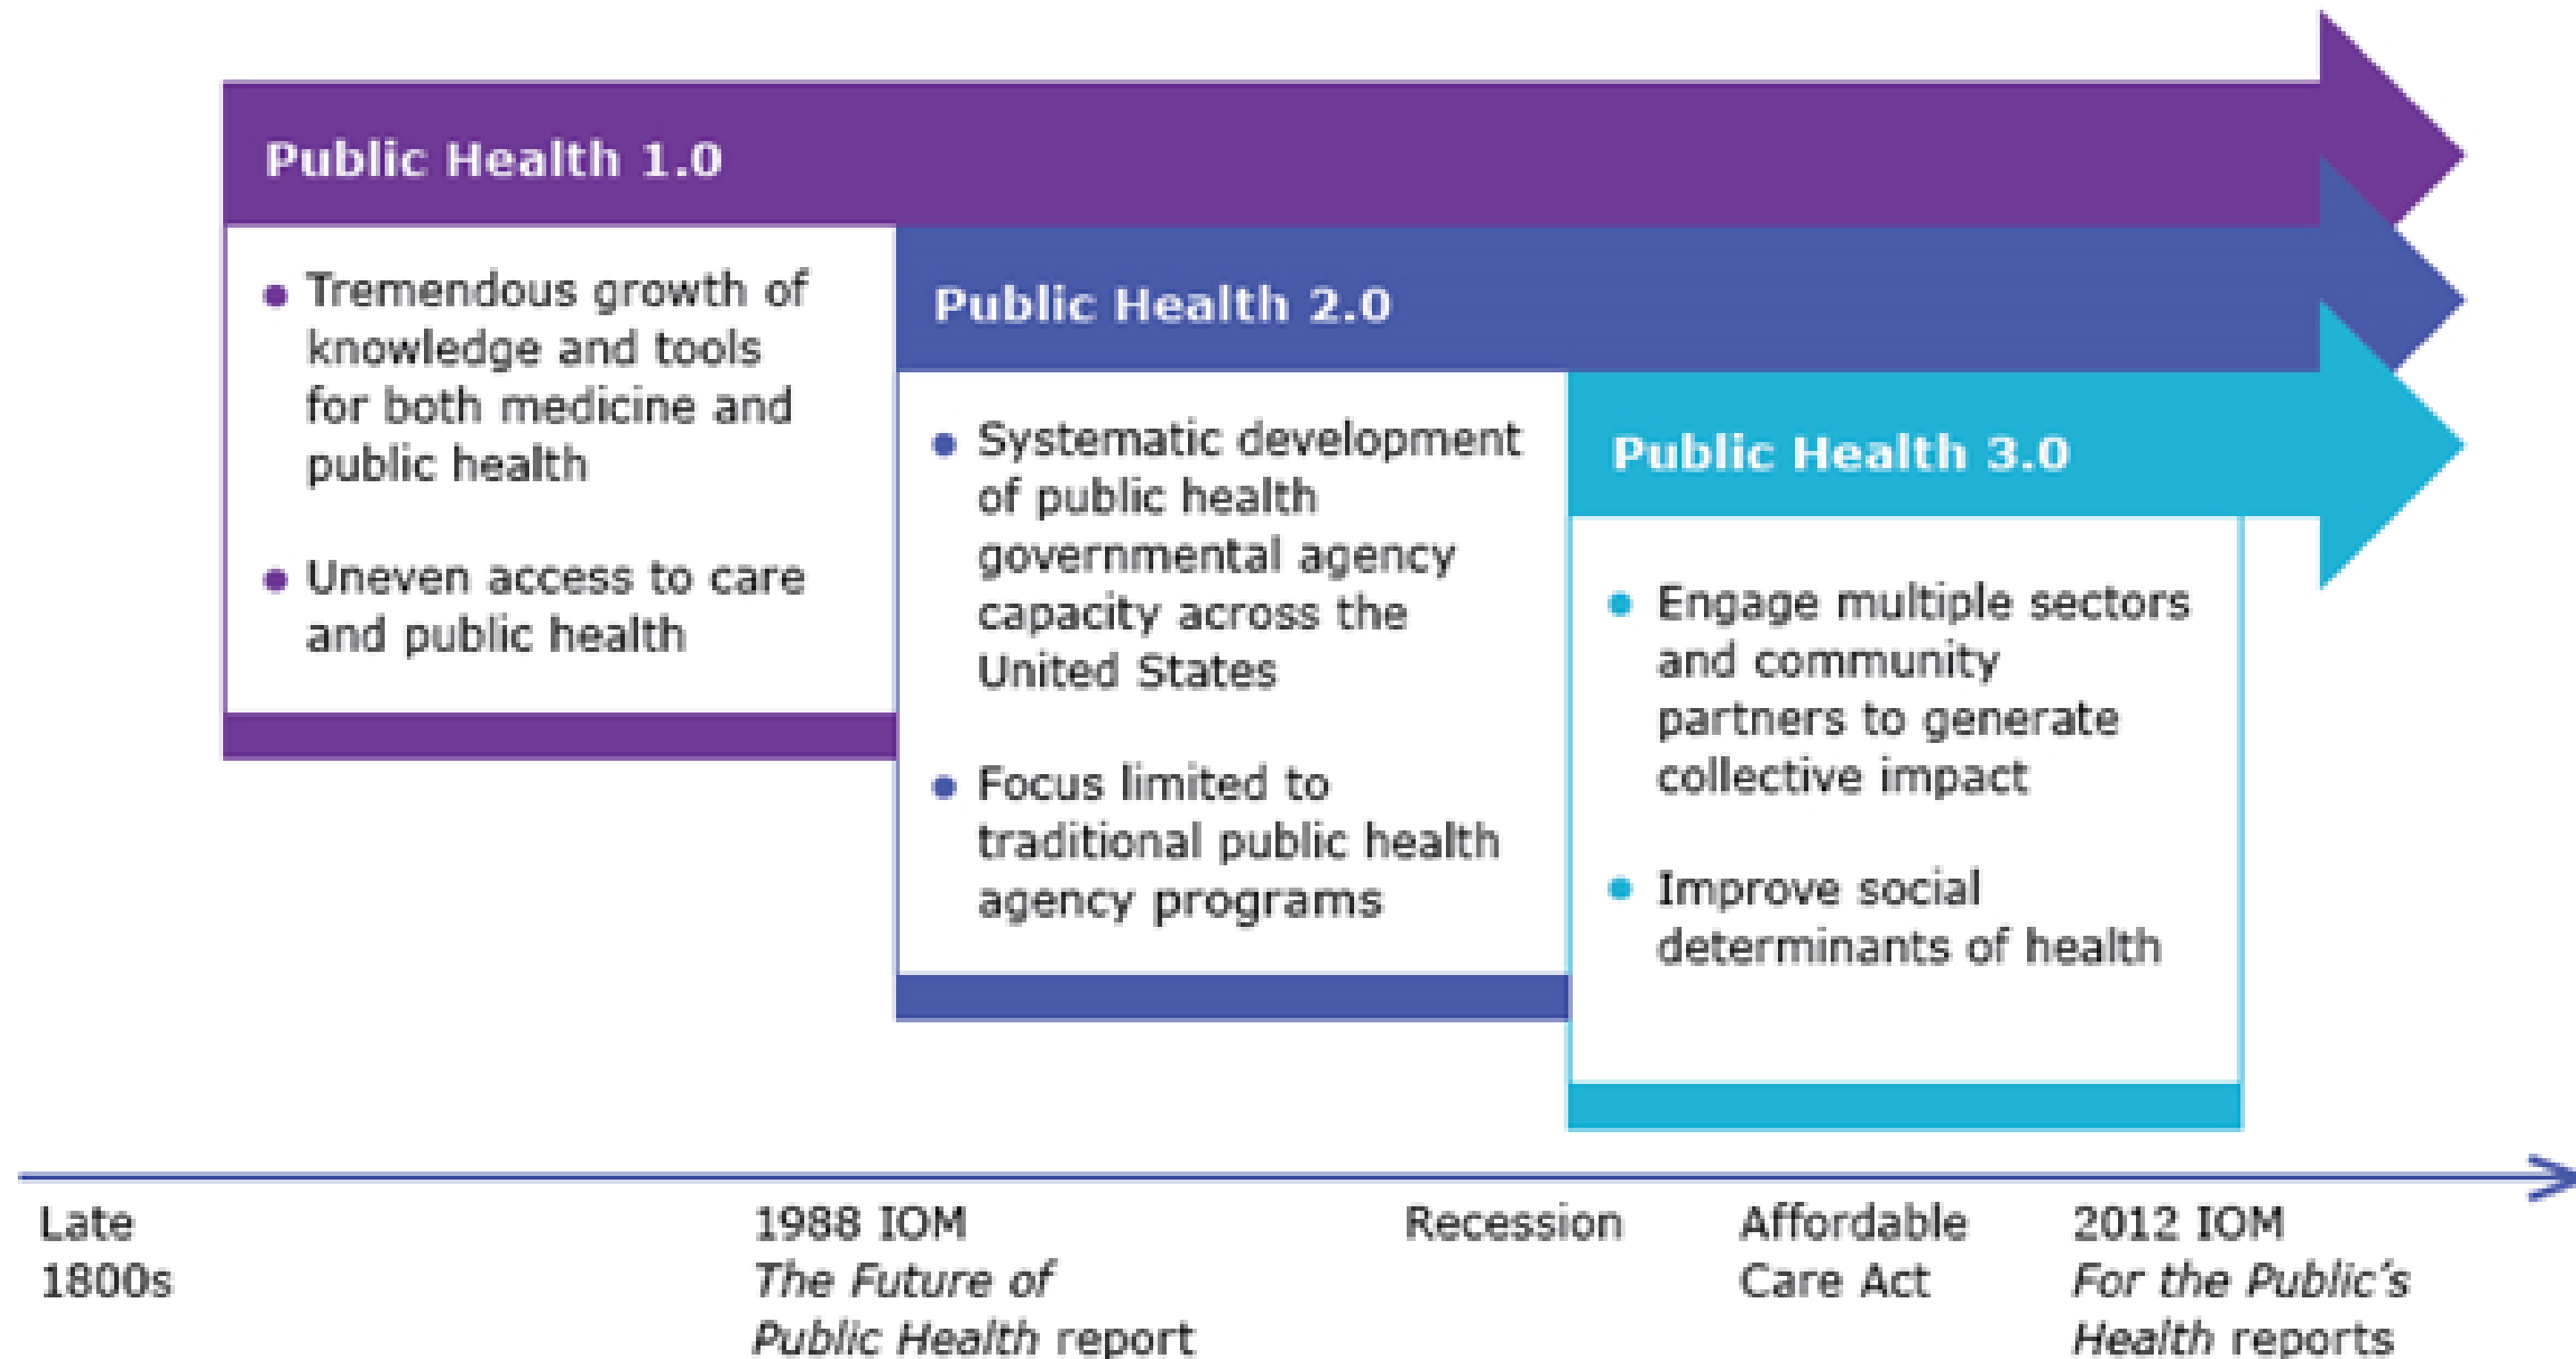 Public Health 1.0
• Tremendous growth of
knowledge and tools
for both medicine and
public health
• Uneven access to care
and public health
Public Health 2.0
• Systematic development
of public health
governmental agency
capacity across the
United States
• Focus limited to
traditional public health
agency programs
Public Health 3.0
• Engage multiple sectors
and community
partners to generate
collective impact
• Improve social
determinants of health
Late
1800s
1988 IOM
The Future of
Public Health report
Recession
Affordable
Care Act
2012 IOM
For the Public's
Health reports